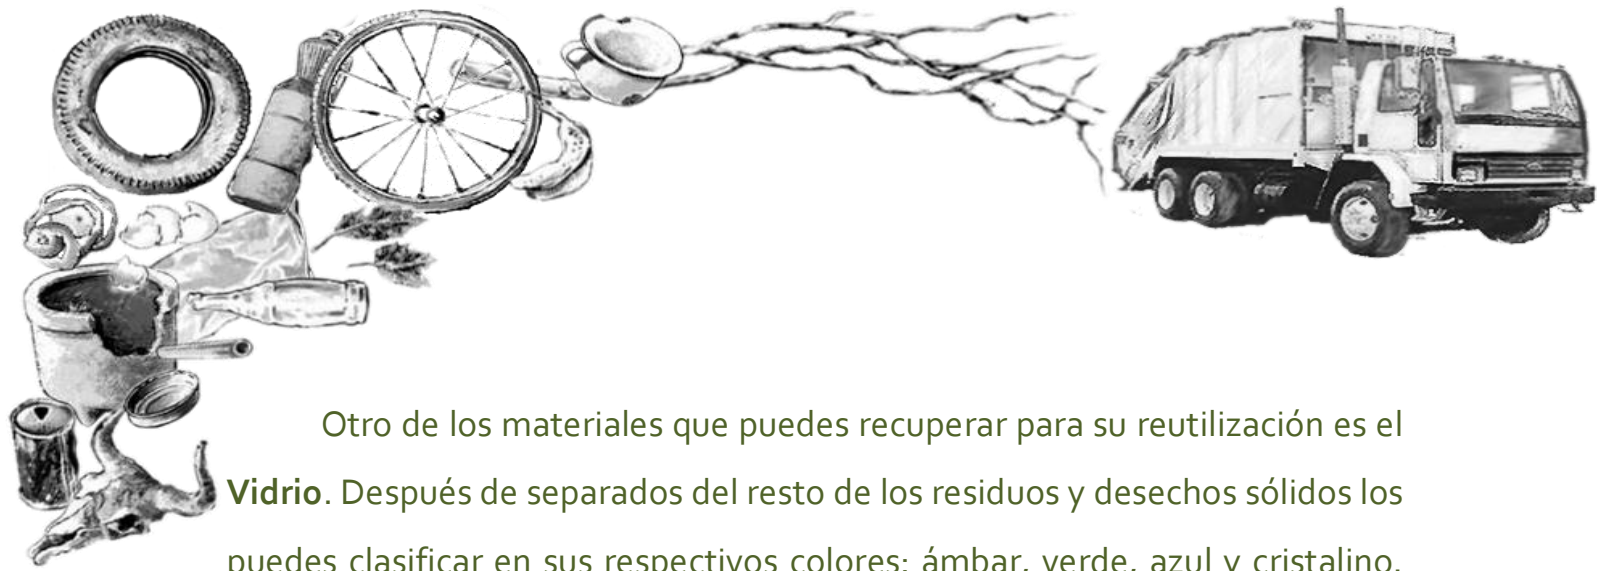 Otro de los materiales que puedes recuperar para su reutilización es el
Vidrio. Después de separados del resto de los residuos y desechos sólidos los
puedes clasificar en sus respectivos colores: ámbar, verde, azul y cristalino.